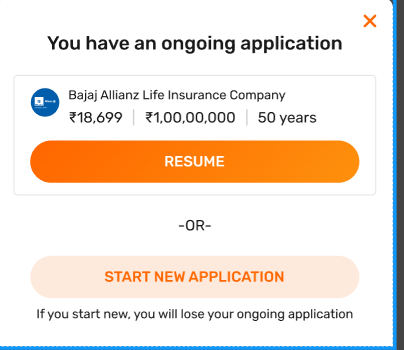 You have an ongoing application
Bajaj Allianz Life Insurance Company
₹18,699 | ₹1,00,00,000 | 50 years
RESUME
-OR-
START NEW APPLICATION
If you start new, you will lose your ongoing application